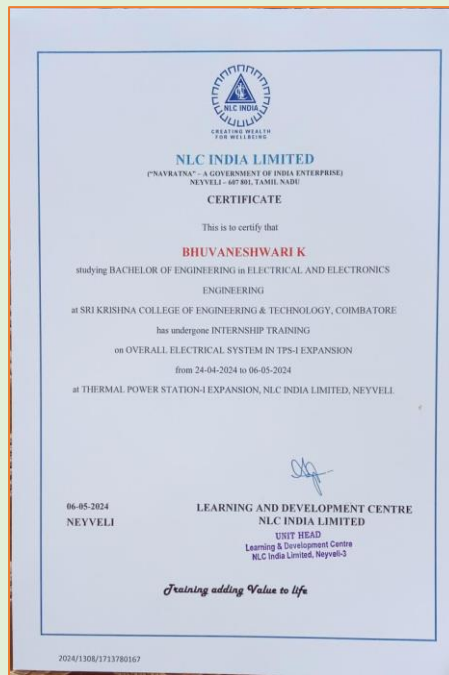 NLC INDIA
CREATING WEALTH
FOR WELLBEING
NLC INDIA LIMITED
("NAVRATNA" – A GOVERNMENT OF INDIA ENTERPRISE)
NEYVELI – 607 801, TAMIL NADU
CERTIFICATE
This is to certify that
BHUVANESHWARI K
studying BACHELOR OF ENGINEERING in ELECTRICAL AND ELECTRONICS
ENGINEERING
at SRI KRISHNA COLLEGE OF ENGINEERING & TECHNOLOGY, COIMBATORE
has undergone INTERNSHIP TRAINING
on OVERALL ELECTRICAL SYSTEM IN TPS-I EXPANSION
from 24-04-2024 to 06-05-2024
at THERMAL POWER STATION-I EXPANSION, NLC INDIA LIMITED, NEYVELI.
06-05-2024
NEYVELI
LEARNING AND DEVELOPMENT CENTRE
NLC INDIA LIMITED
UNIT HEAD
Learning & Development Centre
NLC India Limited, Neyveli-3
Training adding Value to life
2024/1308/1713780167